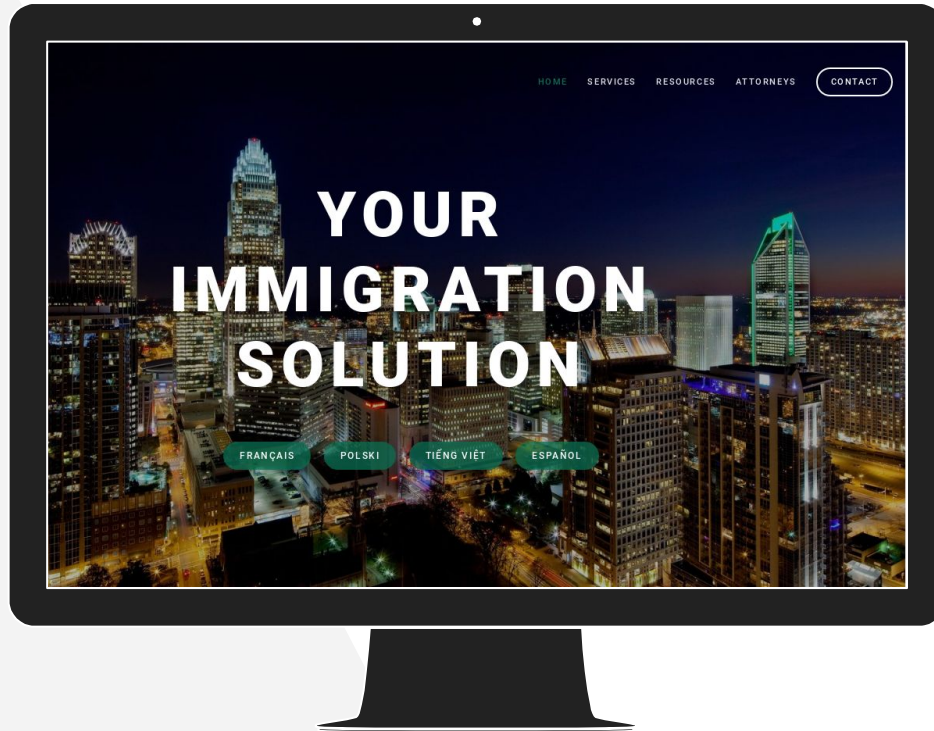 HOME SERVICES RESOURCES ATTORNEYS CONTACT
YOUR
IMMIGRATION
SOLUTION
FRANÇAIS POLSKI TIẾNG VIỆT ESPAÑOL